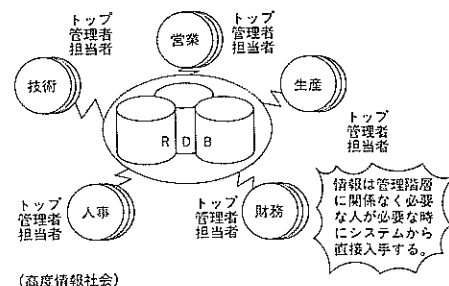 トップ
管理者
担当者
営業
トップ
管理者
担当者
技術
生産
トップ
管理者
担当者
R D B
トップ
管理者
担当者
人事
トップ
管理者
担当者
財務
情報は管理階層
に関係なく必要
な人が必要な時
にシステムから
直接入手する。
(高度情報社会)